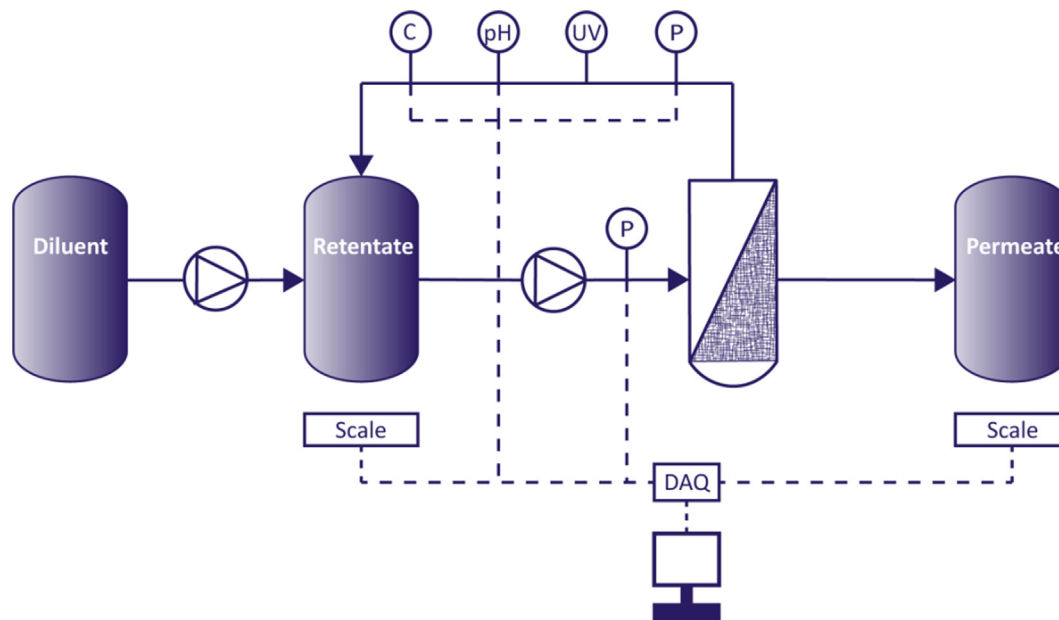 C
pH
UV
P
Diluent
Retentate
P
Permeate
Scale
Scale
DAQ